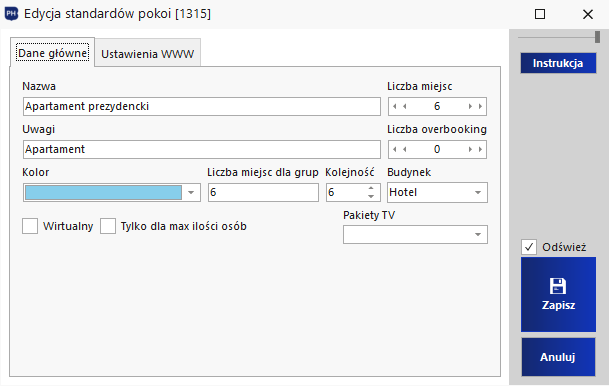 PH Edycja standardów pokoi [1315]
Dane główne Ustawienia WWW
Instrukcja
Nazwa Liczba miejsc
Apartament prezydencki 6
Uwagi Liczba overbooking
Apartament 0
Kolor Liczba miejsc dla grup Kolejność Budynek
6 6 Hotel
Wirtualny Tylko dla max ilości osób Pakiety TV
Odśwież
Zapisz
Anuluj